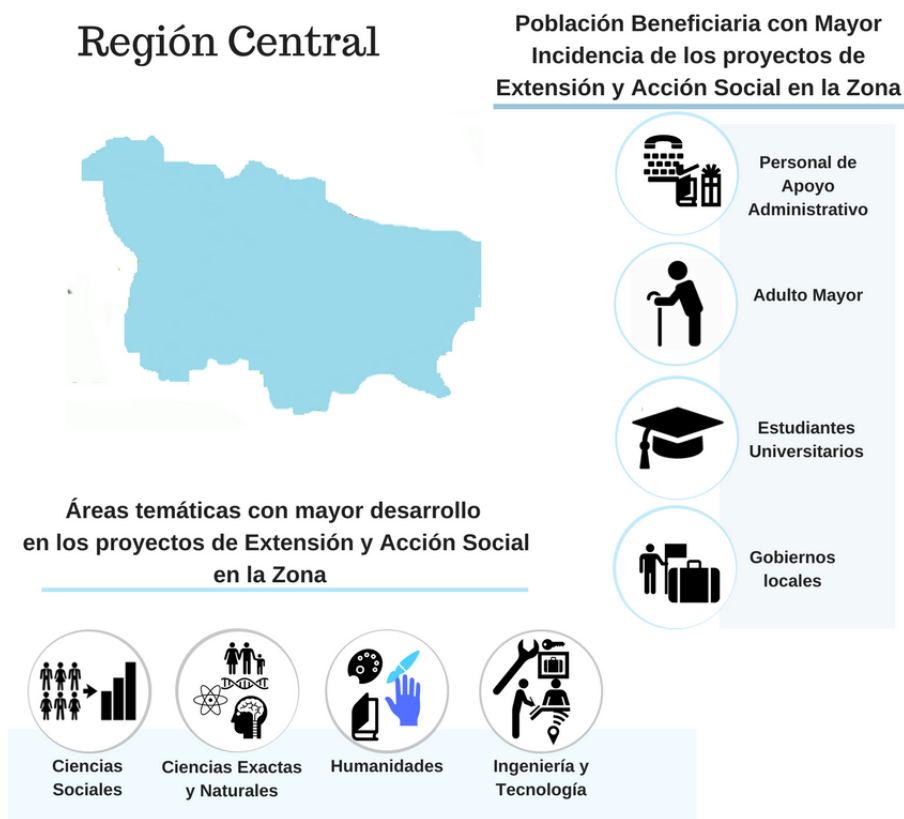 Región Central
Población Beneficiaria con Mayor
Incidencia de los proyectos de
Extensión y Acción Social en la Zona
Personal de
Apoyo
Administrativo
Adulto Mayor
Estudiantes
Universitarios
Gobiernos
locales
Áreas temáticas con mayor desarrollo
en los proyectos de Extensión y Acción Social
en la Zona
Ciencias
Sociales
Ciencias Exactas
y Naturales
Humanidades
Ingeniería y
Tecnología